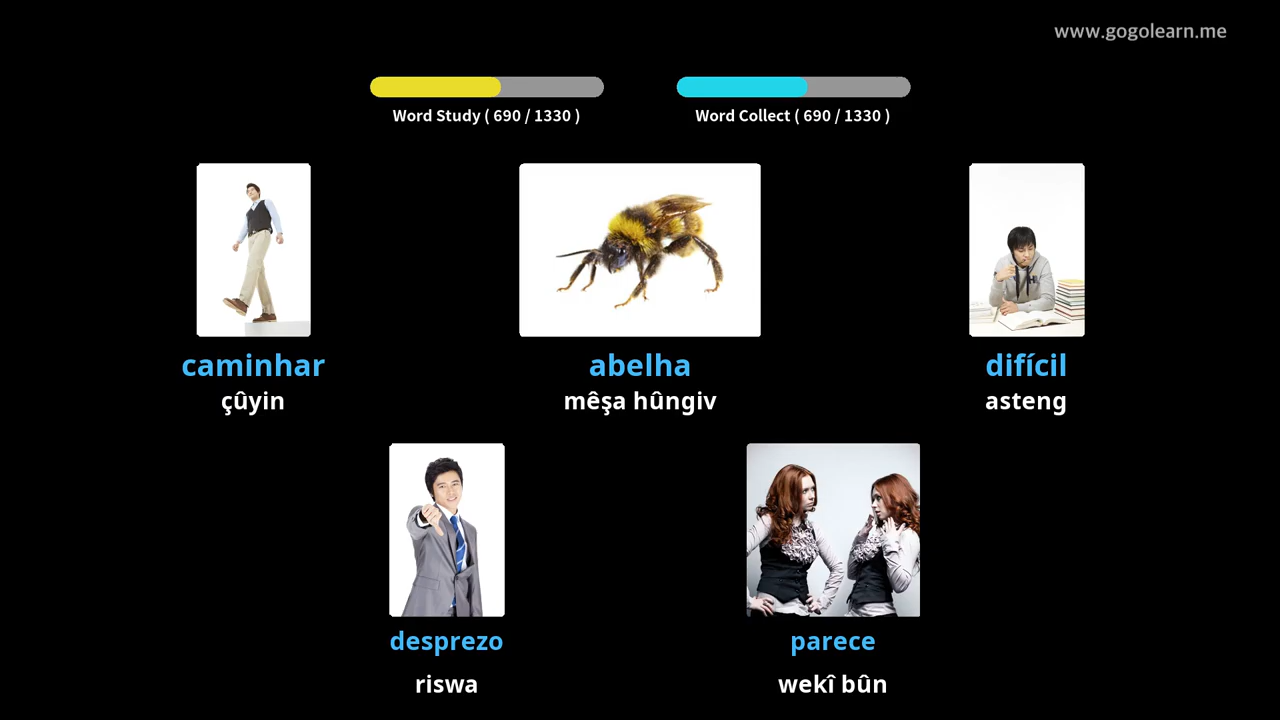 www.gogolearn.me
Word Study ( 690 / 1330 )
Word Collect ( 690 / 1330 )
caminhar
çûyin
abelha
mêşa hûngiv
difícil
asteng
desprezo
riswa
parece
wekî bûn